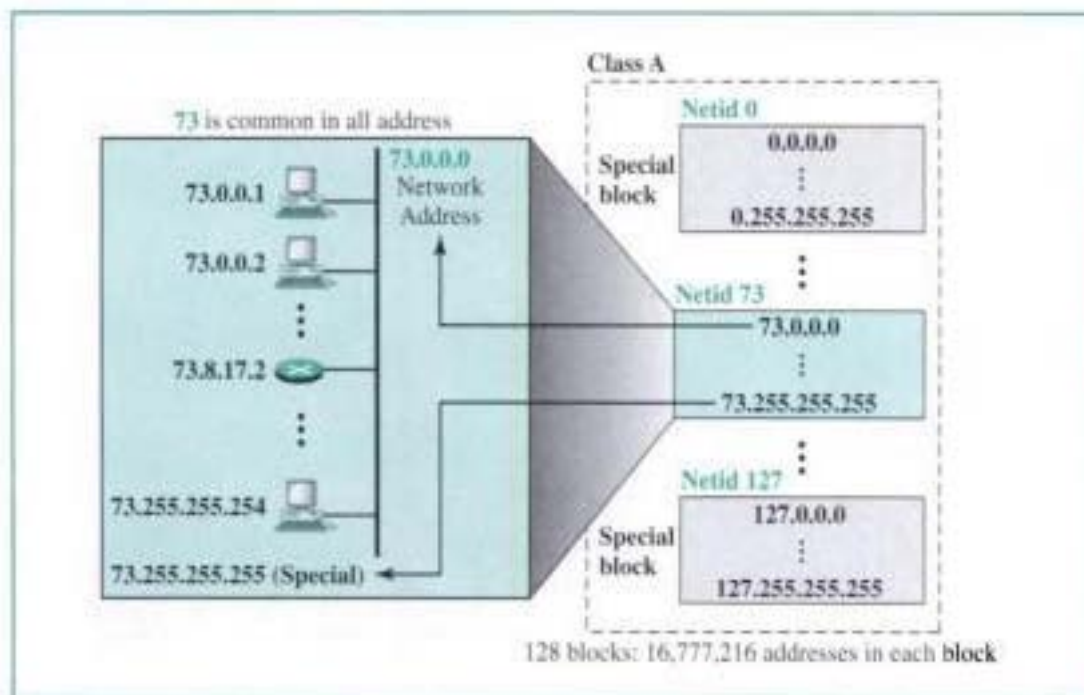 Class A
73 is common in all address
Netid 0
73.0.0.0
Network
Address
73.0.0.1
73.0.0.2
73.8.17.2
73.255.255.254
73.255.255.255 (Special)
Special
block
0.0.0.0
0.255.255.255
Netid 73
73.0.0.0
73.255.255.255
Netid 127
Special
block
127.0.0.0
127.255.255.255
128 blocks: 16,777,216 addresses in each block